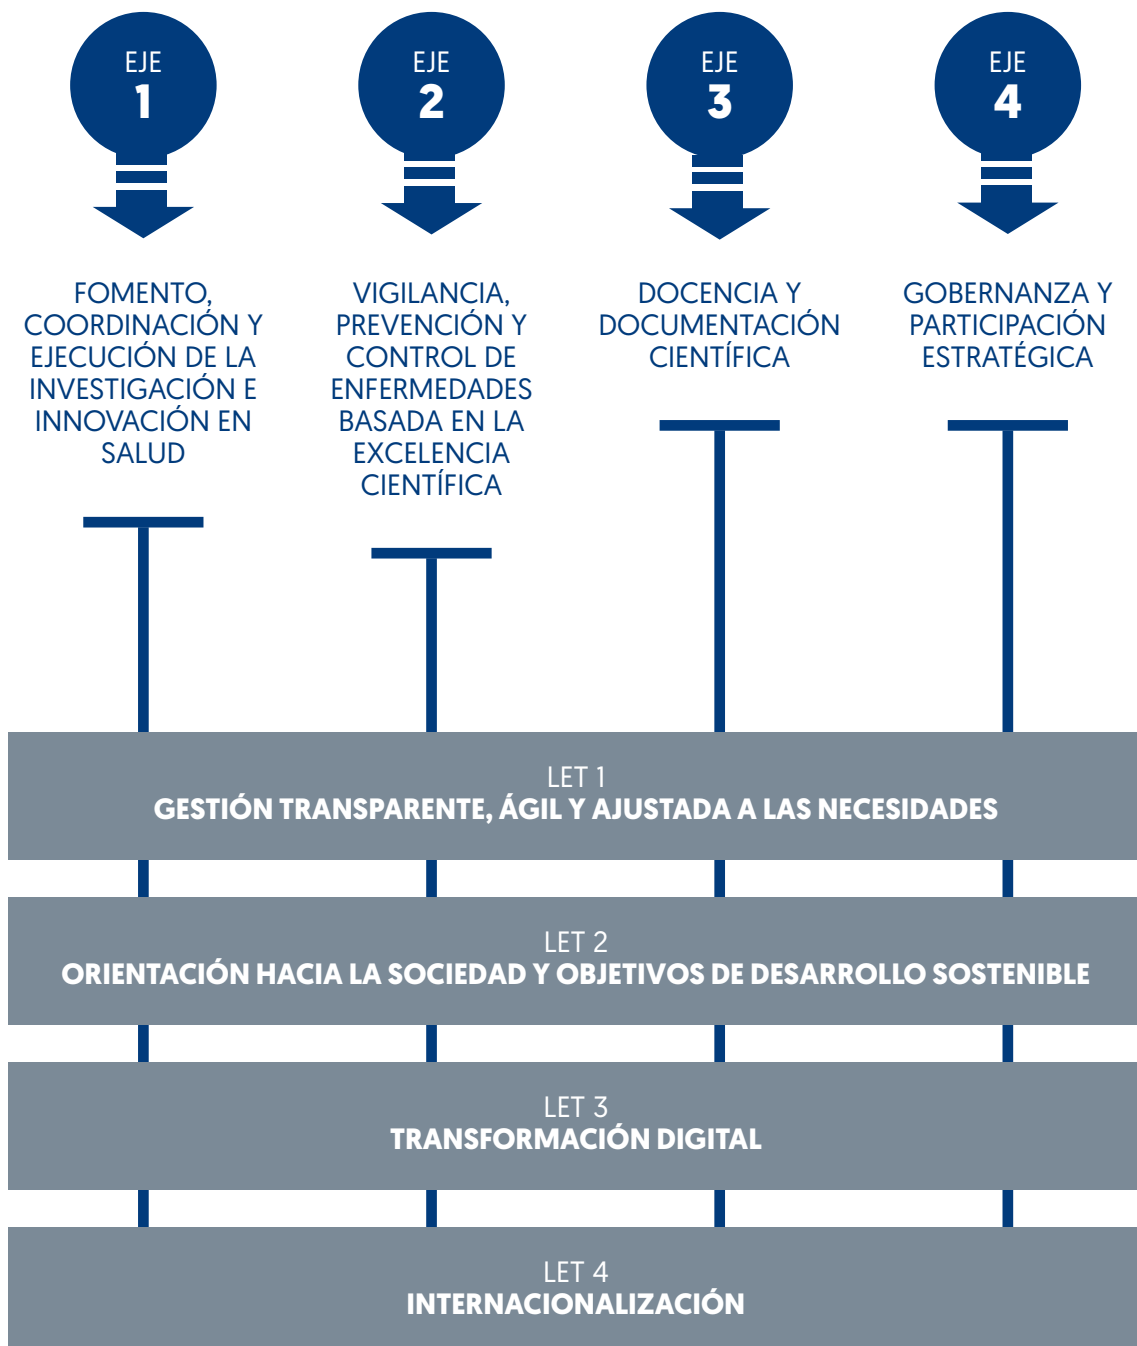 EJE
1
EJE
2
EJE
3
EJE
4
FOMENTO,
COORDINACIÓN Y
EJECUCIÓN DE LA
INVESTIGACIÓN E
INNOVACIÓN EN
SALUD
VIGILANCIA,
PREVENCIÓN Y
CONTROL DE
ENFERMEDADES
BASADA EN LA
EXCELENCIA
CIENTÍFICA
DOCENCIA Y
DOCUMENTACIÓN
CIENTÍFICA
GOBERNANZA Y
PARTICIPACIÓN
ESTRATÉGICA
LET 1
GESTIÓN TRANSPARENTE, ÁGIL Y AJUSTADA A LAS NECESIDADES
LET 2
ORIENTACIÓN HACIA LA SOCIEDAD Y OBJETIVOS DE DESARROLLO SOSTENIBLE
LET 3
TRANSFORMACIÓN DIGITAL
LET 4
INTERNACIONALIZACIÓN